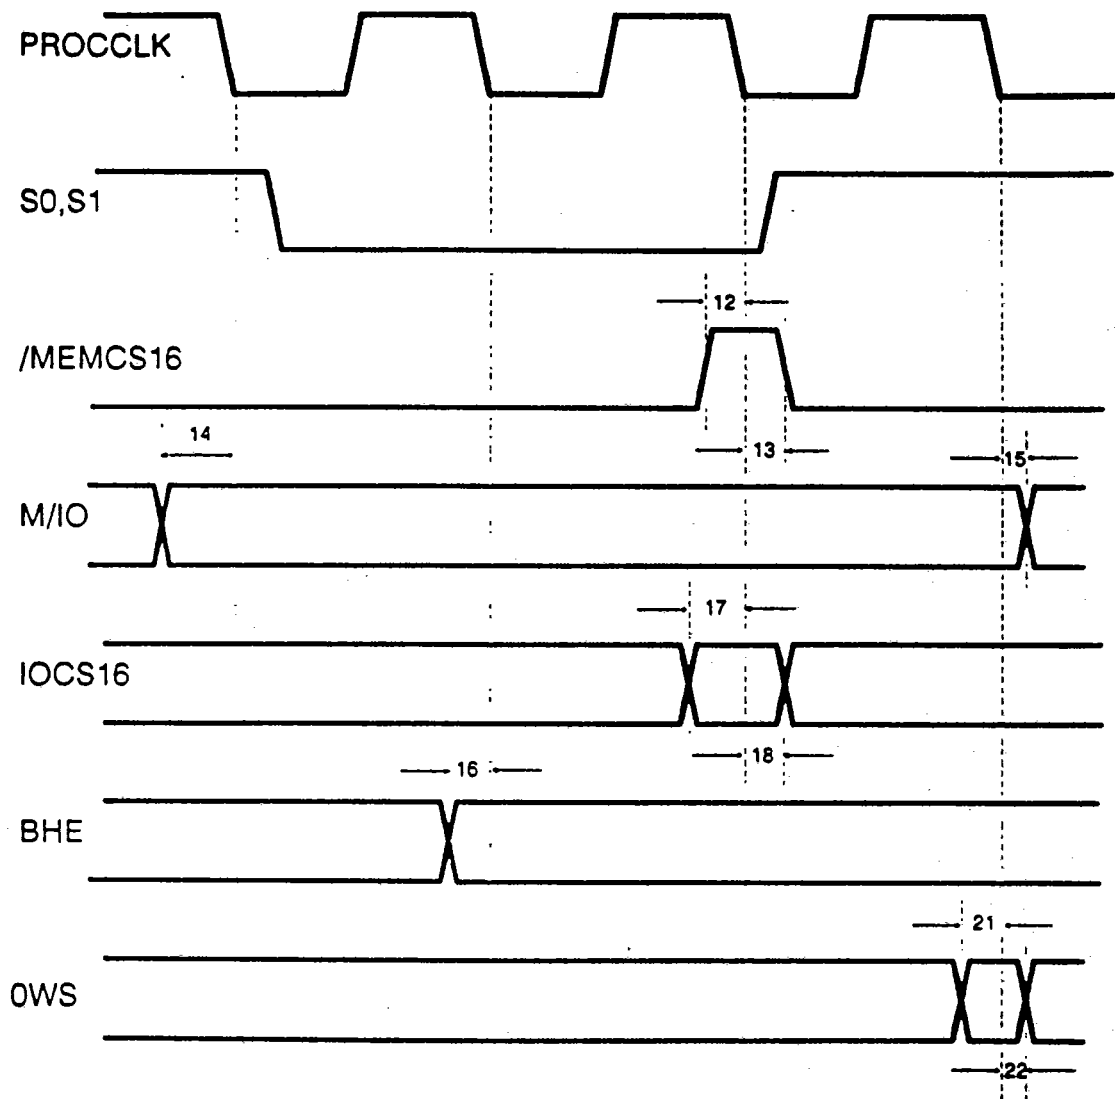 PROCCLK
S0,S1
12
/MEMCS16
14
13
15
M/IO
17
IOCS16
18
16
BHE
21
0WS
22